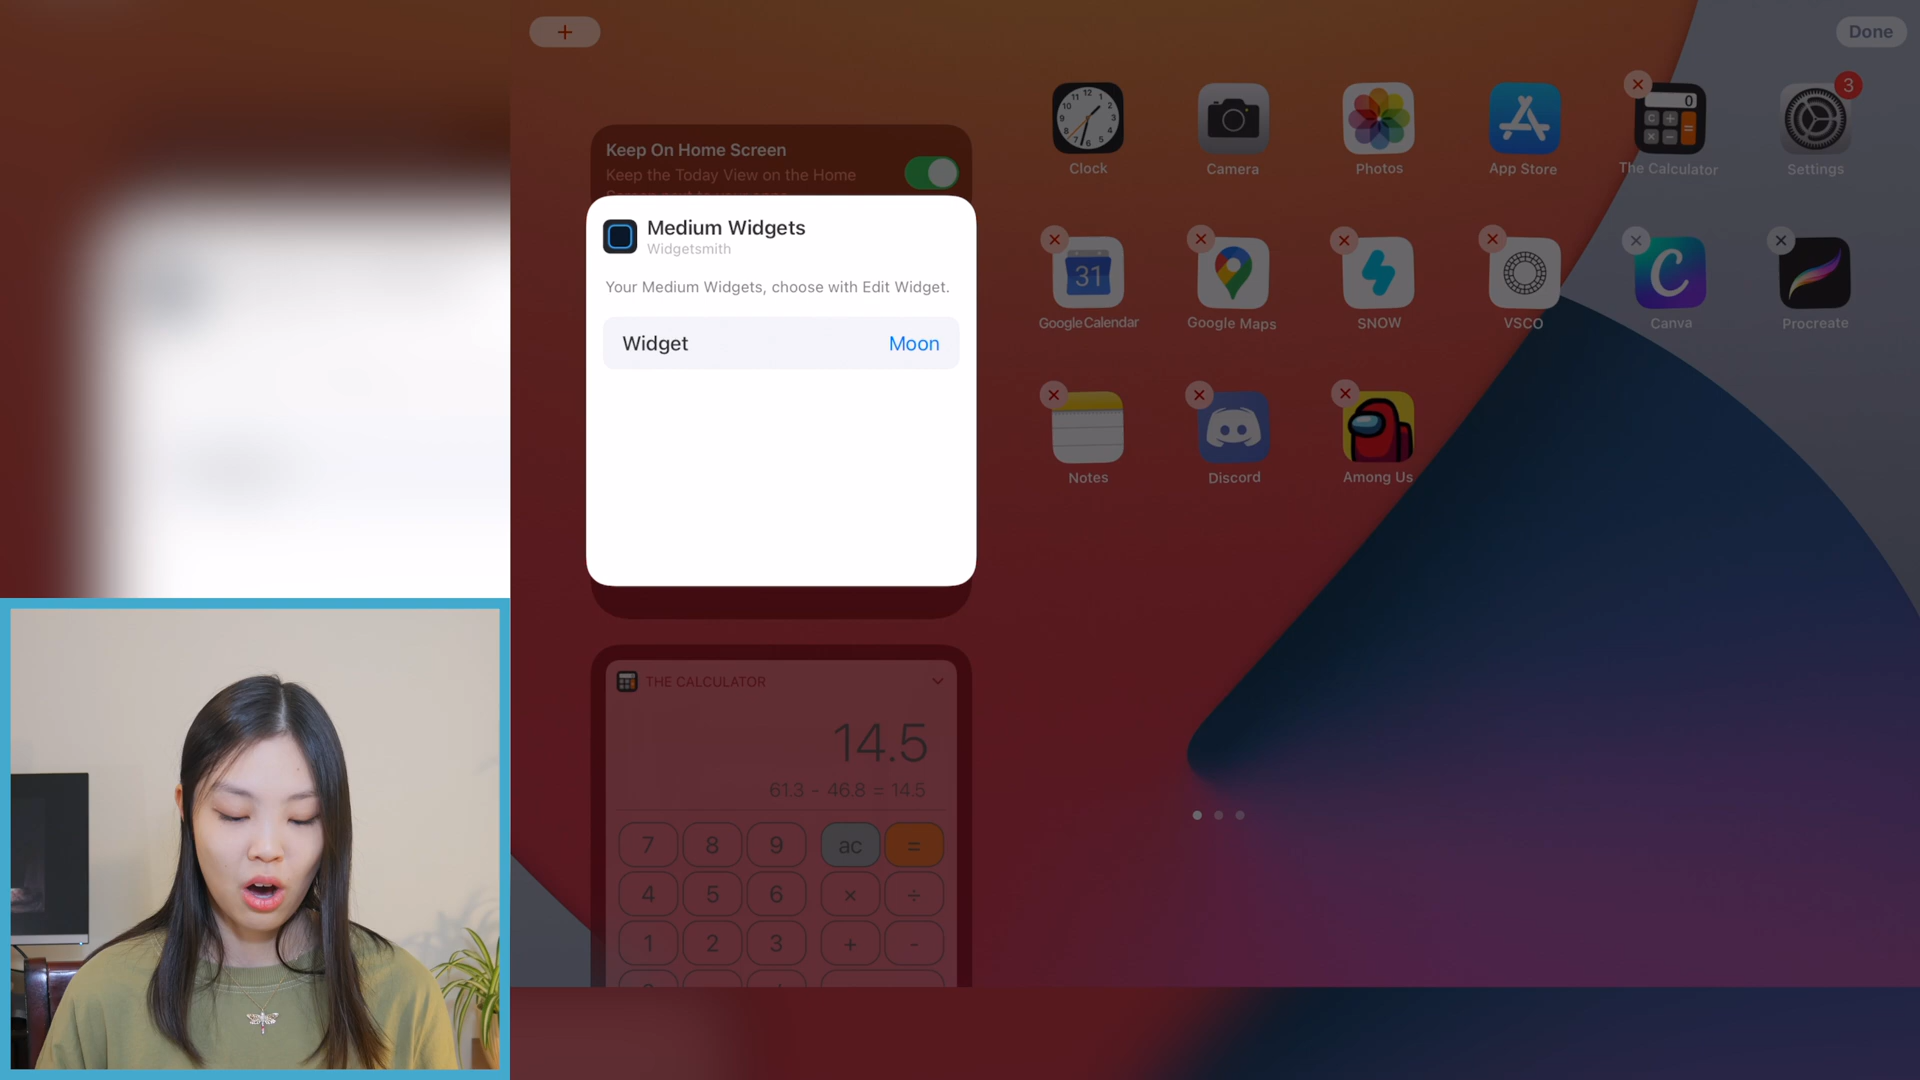 +
Done
Keep On Home Screen
Keep the Today View on the Home
Medium Widgets
Widgetsmith
Your Medium Widgets, choose with Edit Widget.
Widget Moon
THE CALCULATOR
14.5
61.3 - 46.8 = 14.5
7 8 9 ac =
4 5 6 × ÷
1 2 3 + -
Clock
Camera
Photos
App Store
0
The Calculator
3
Settings
31
Google Calendar
Google Maps
SNOW
VSCO
Canva
Procreate
Notes
Discord
Among Us